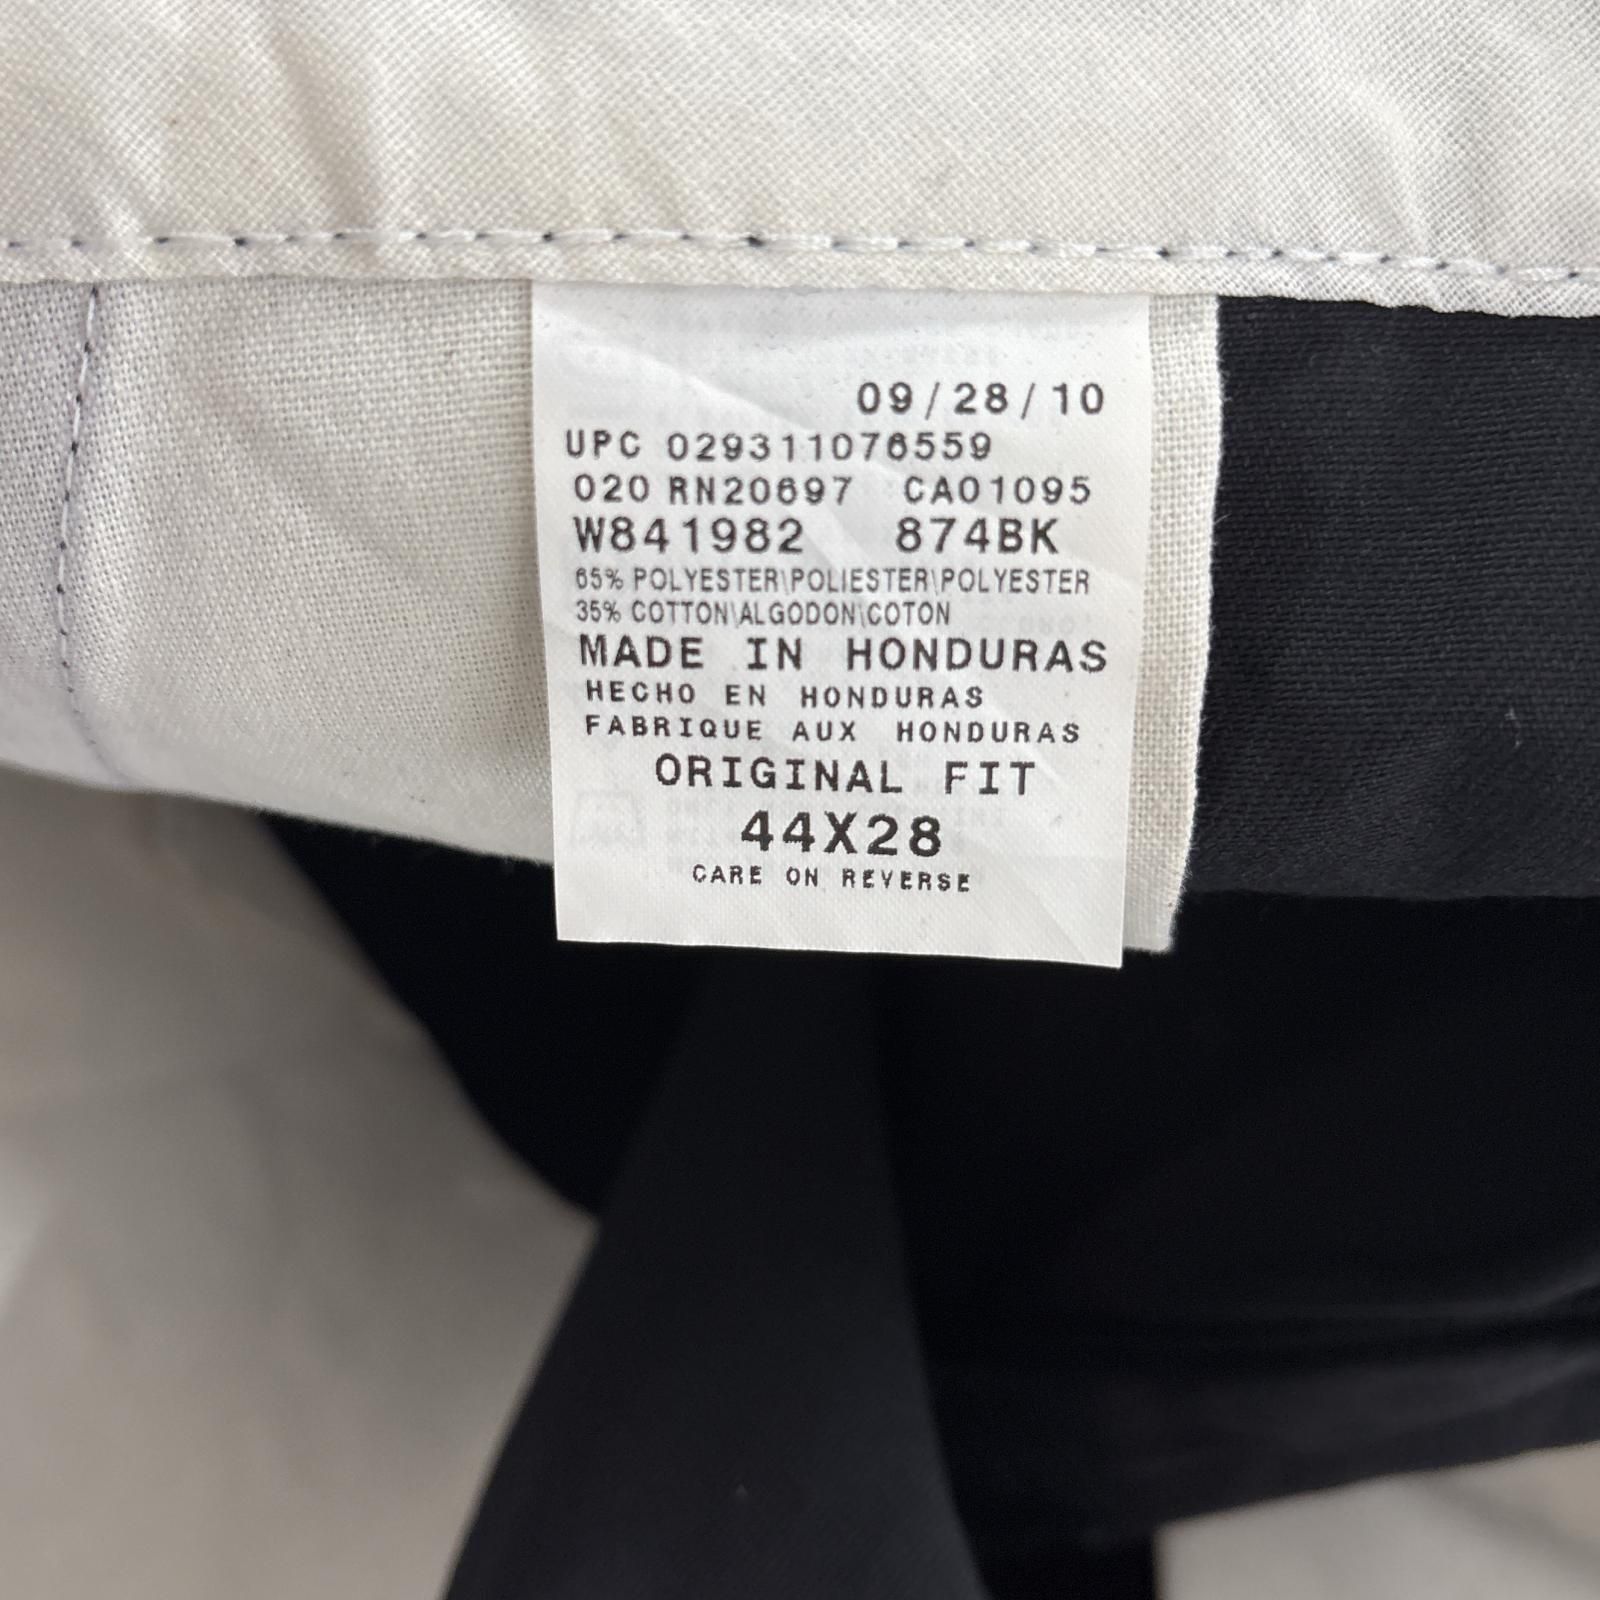 09/28/10
UPC 029311076559
020 RN20697 CA01095
W841982 874BK
65% POLYESTER\POLIESTER\POLYESTER
35% COTTON\ALGODON\COTON
MADE IN HONDURAS
HECHO EN HONDURAS
FABRIQUE AUX HONDURAS
ORIGINAL FIT
44X28
CARE ON REVERSE